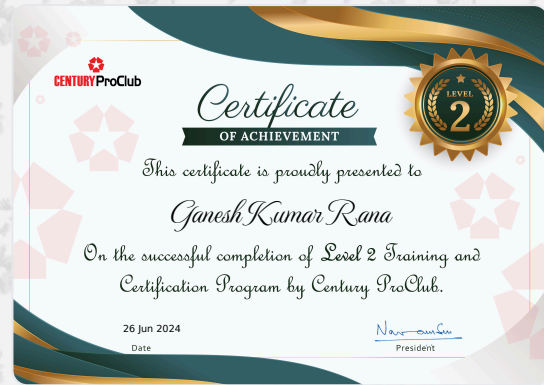 CENTURY ProClub
LEVEL
2
Certificate
OF ACHIEVEMENT
This certificate is proudly presented to
Ganesh Kumar Rana
On the successful completion of Level 2 Training and
Certification Program by Century ProClub.
26 Jun 2024
Date
President